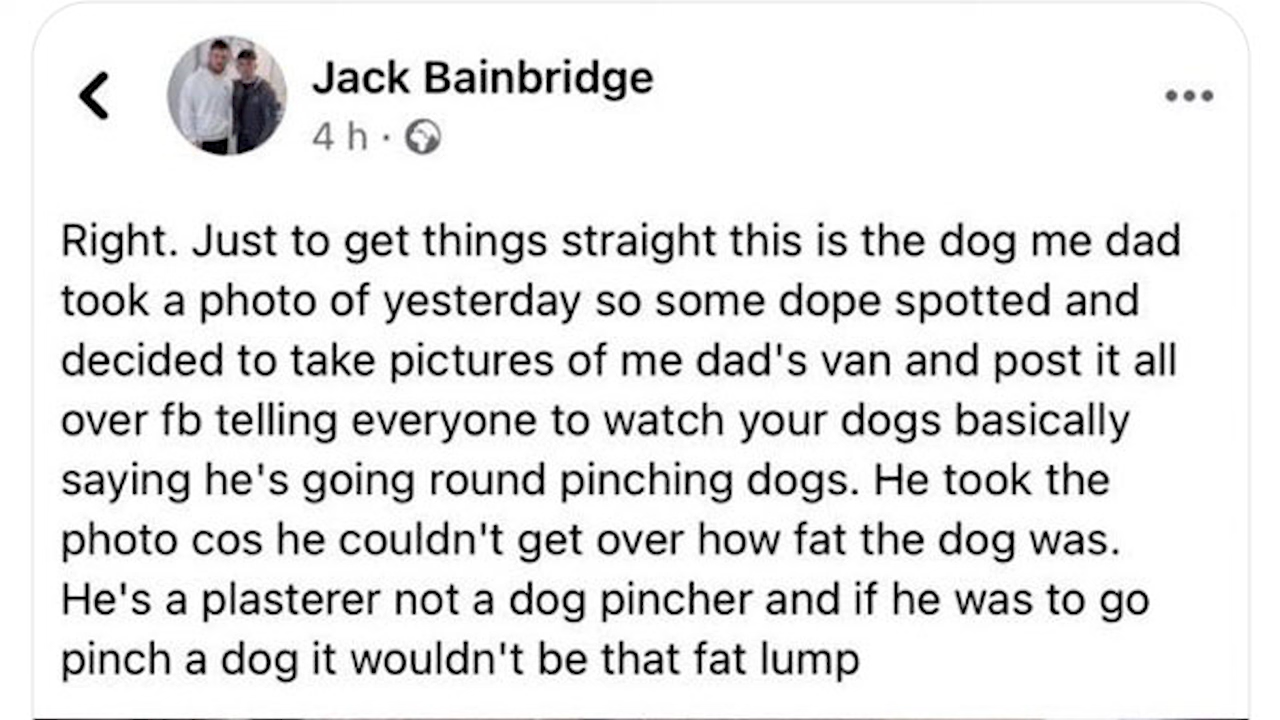 Jack Bainbridge
4 h ·
Right. Just to get things straight this is the dog me dad
took a photo of yesterday so some dope spotted and
decided to take pictures of me dad's van and post it all
over fb telling everyone to watch your dogs basically
saying he's going round pinching dogs. He took the
photo cos he couldn't get over how fat the dog was.
He's a plasterer not a dog pincher and if he was to go
pinch a dog it wouldn't be that fat lump